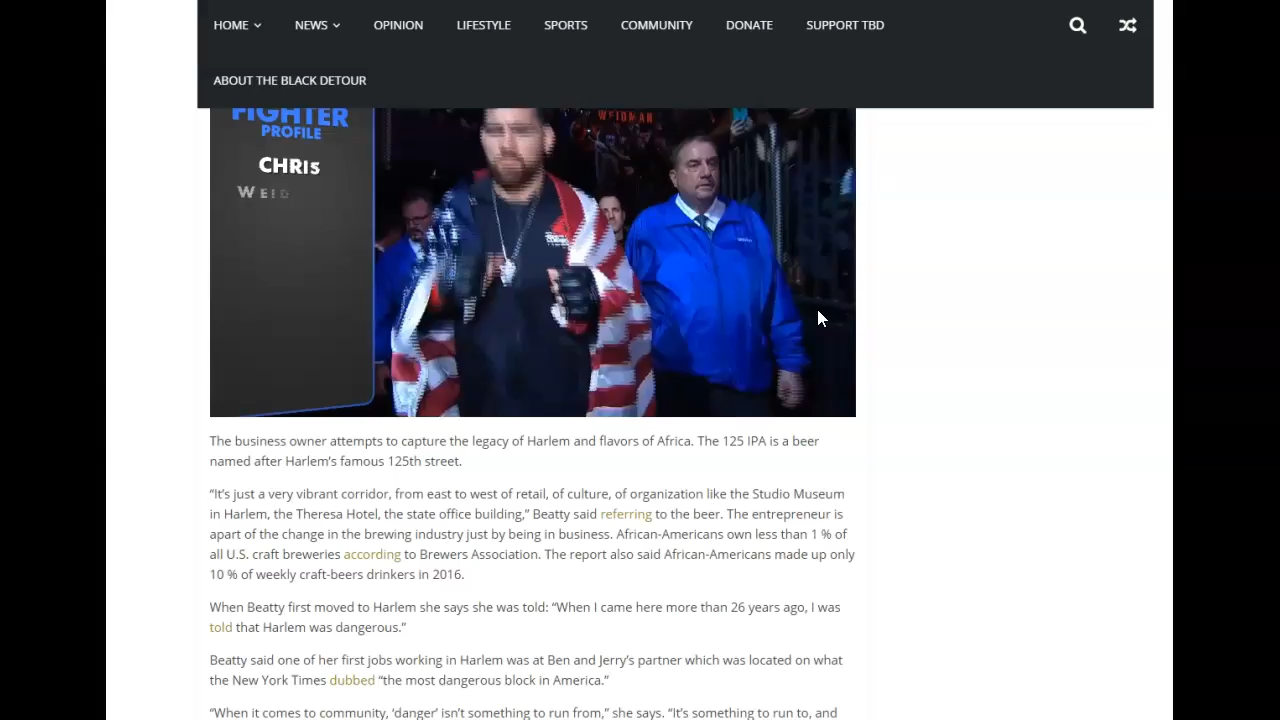 HOME NEWS OPINION LIFESTYLE SPORTS COMMUNITY DONATE SUPPORT TBD
ABOUT THE BLACK DETOUR
FIGHTER
PROFILE
CHRIS
WEID
WEIDMAN
The business owner attempts to capture the legacy of Harlem and flavors of Africa. The 125 IPA is a beer
named after Harlem’s famous 125th street.
“It’s just a very vibrant corridor, from east to west of retail, of culture, of organization like the Studio Museum
in Harlem, the Theresa Hotel, the state office building,” Beatty said referring to the beer. The entrepreneur is
apart of the change in the brewing industry just by being in business. African-Americans own less than 1 % of
all U.S. craft breweries according to Brewers Association. The report also said African-Americans made up only
10 % of weekly craft-beers drinkers in 2016.
When Beatty first moved to Harlem she says she was told: “When I came here more than 26 years ago, I was
told that Harlem was dangerous.”
Beatty said one of her first jobs working in Harlem was at Ben and Jerry’s partner which was located on what
the New York Times dubbed “the most dangerous block in America.”
“When it comes to community, ‘danger’ isn’t something to run from,” she says. “It’s something to run to, and